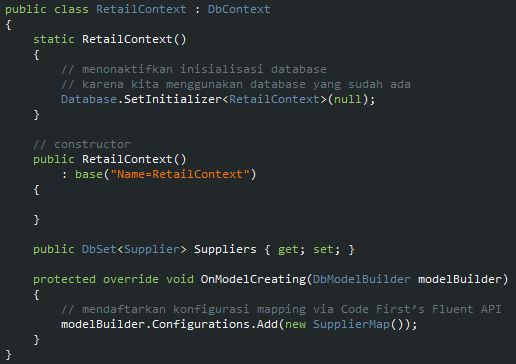 public class RetailContext : DbContext
{
    static RetailContext()
    {
        // menonaktifkan inisialisasi database
        // karena kita menggunakan database yang sudah ada
        Database.SetInitializer<RetailContext>(null);
    }

    // constructor
    public RetailContext()
        : base("Name=RetailContext")
    {

    }

    public DbSet<Supplier> Suppliers { get; set; }

    protected override void OnModelCreating(DbModelBuilder modelBuilder)
    {
        // mendaftarkan konfigurasi mapping via Code First’s Fluent API
        modelBuilder.Configurations.Add(new SupplierMap());
    }
}